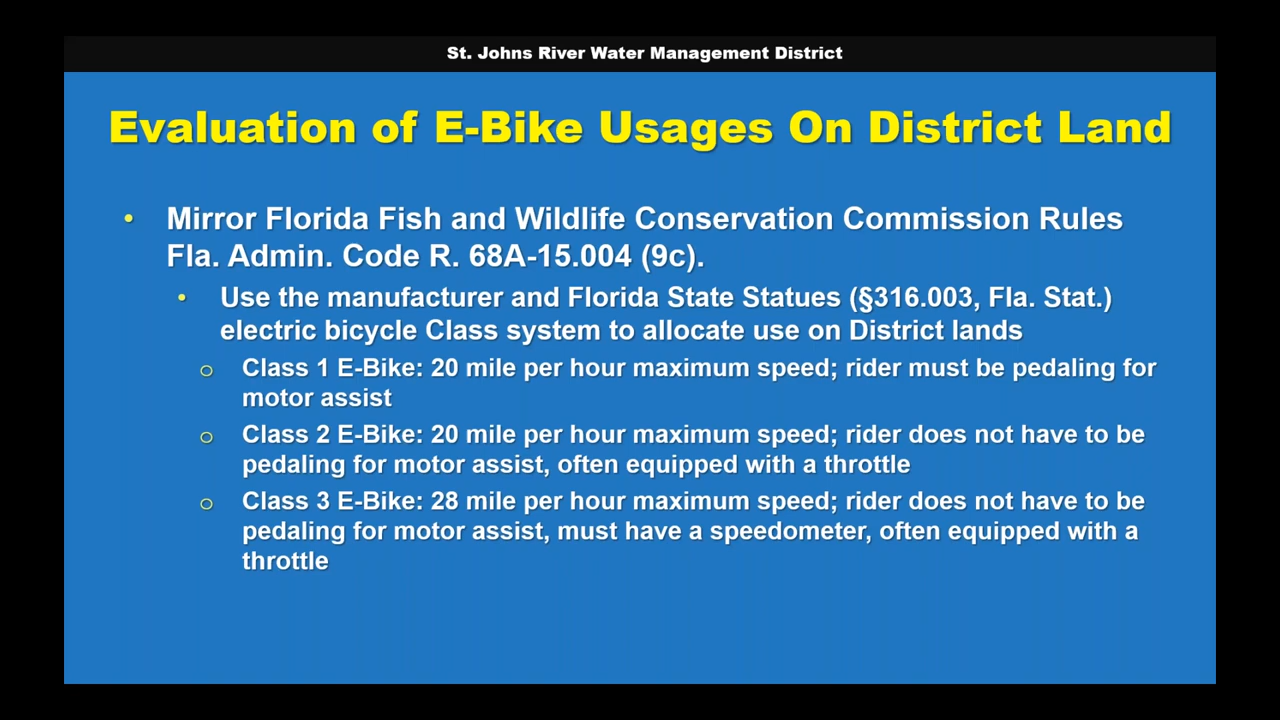 St. Johns River Water Management District
Evaluation of E-Bike Usages On District Land
• Mirror Florida Fish and Wildlife Conservation Commission Rules
Fla. Admin. Code R. 68A-15.004 (9c).
• Use the manufacturer and Florida State Statues (§316.003, Fla. Stat.)
electric bicycle Class system to allocate use on District lands
o Class 1 E-Bike: 20 mile per hour maximum speed; rider must be pedaling for
motor assist
o Class 2 E-Bike: 20 mile per hour maximum speed; rider does not have to be
pedaling for motor assist, often equipped with a throttle
o Class 3 E-Bike: 28 mile per hour maximum speed; rider does not have to be
pedaling for motor assist, must have a speedometer, often equipped with a
throttle